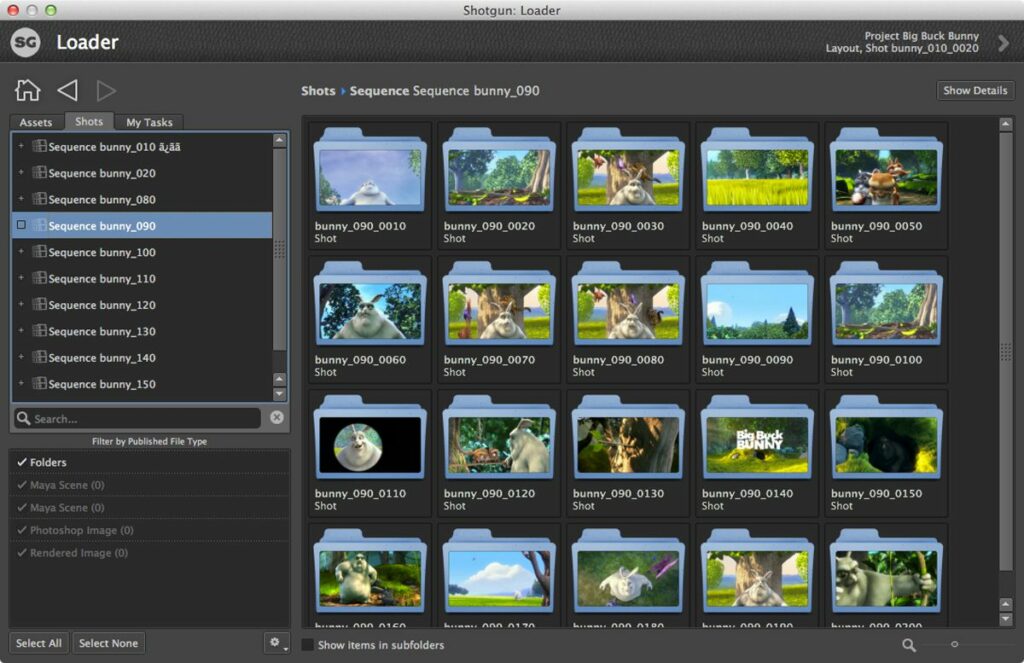 Shotgun: Loader
SG
Loader
Project Big Buck Bunny
Layout, Shot bunny_010_0020
Shots Sequence Sequence bunny_090
Show Details
Assets Shots My Tasks
Sequence bunny_010 ã¿ãã
Sequence bunny_020
Sequence bunny_080
Sequence bunny_090
Sequence bunny_100
Sequence bunny_110
Sequence bunny_120
Sequence bunny_130
Sequence bunny_140
Sequence bunny_150
Search...
Filter by Published File Type
Folders
Maya Scene (0)
Maya Scene (0)
Photoshop Image (0)
Rendered Image (0)
Select All Select None
bunny_090_0010 bunny_090_0020 bunny_090_0030 bunny_090_0040 bunny_090_0050
Shot Shot Shot Shot Shot
bunny_090_0060 bunny_090_0070 bunny_090_0080 bunny_090_0090 bunny_090_0100
Shot Shot Shot Shot Shot
Big Buck
BUNNY
bunny_090_0110 bunny_090_0120 bunny_090_0130 bunny_090_0140 bunny_090_0150
Shot Shot Shot Shot Shot
bunny_090_0160 bunny_090_0170 bunny_090_0180 bunny_090_0190 bunny_090_0200
Show items in subfolders